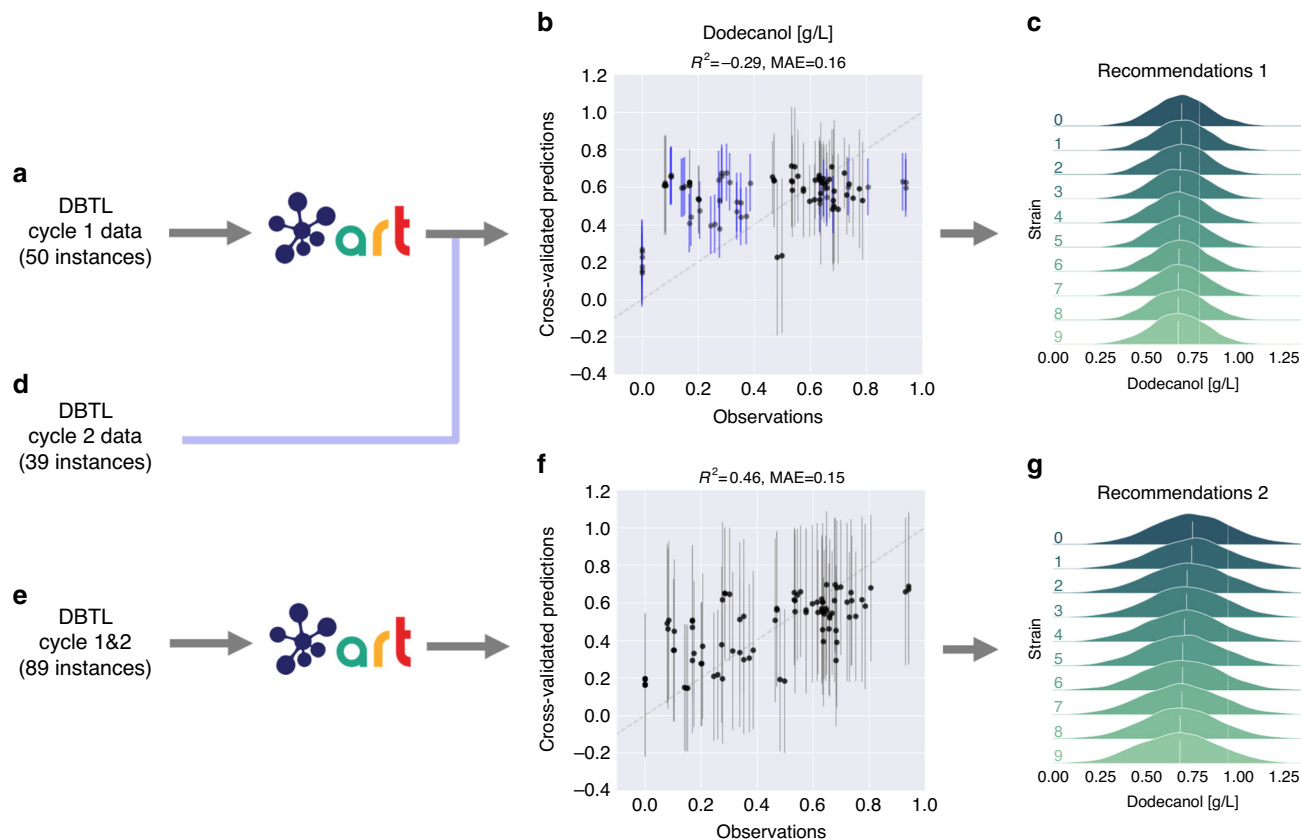 a
DBTL
cycle 1 data
(50 instances)
art
b
Dodecanol [g/L]
R²=−0.29, MAE=0.16
Cross-validated predictions
1.2
1.0
0.8
0.6
0.4
0.2
0.0
−0.2
−0.4
0.0 0.2 0.4 0.6 0.8 1.0
Observations
c
Recommendations 1
Strain
0
1
2
3
4
5
6
7
8
9
0.00 0.25 0.50 0.75 1.00 1.25
Dodecanol [g/L]
d
DBTL
cycle 2 data
(39 instances)
e
DBTL
cycle 1&2
(89 instances)
art
f
R²=0.46, MAE=0.15
Cross-validated predictions
1.2
1.0
0.8
0.6
0.4
0.2
0.0
−0.2
−0.4
0.0 0.2 0.4 0.6 0.8 1.0
Observations
g
Recommendations 2
Strain
0
1
2
3
4
5
6
7
8
9
0.00 0.25 0.50 0.75 1.00 1.25
Dodecanol [g/L]